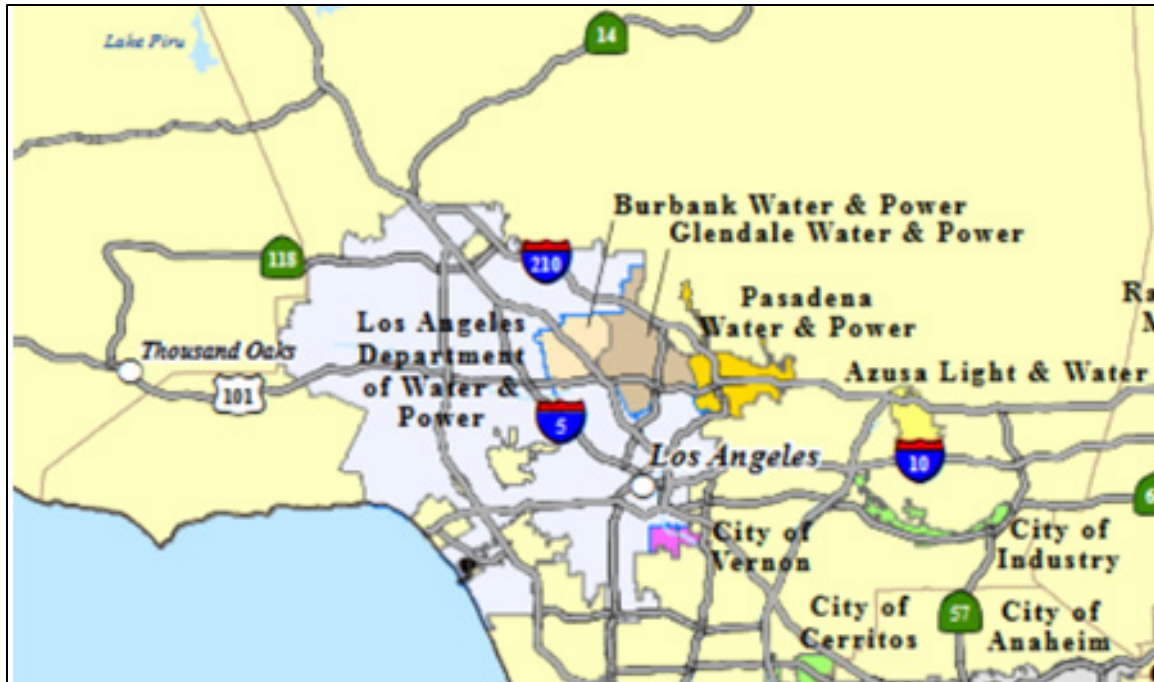 Lake Piru
14
Burbank Water & Power
Glendale Water & Power
118
210
Pasadena
Water & Power
Ra
M
Los Angeles
Department
of Water &
Power
Thousand Oaks
101
Azusa Light & Water
5
10
Los Angeles
6
City of
Vernon
City of
Industry
City of
Cerritos
57
City of
Anaheim